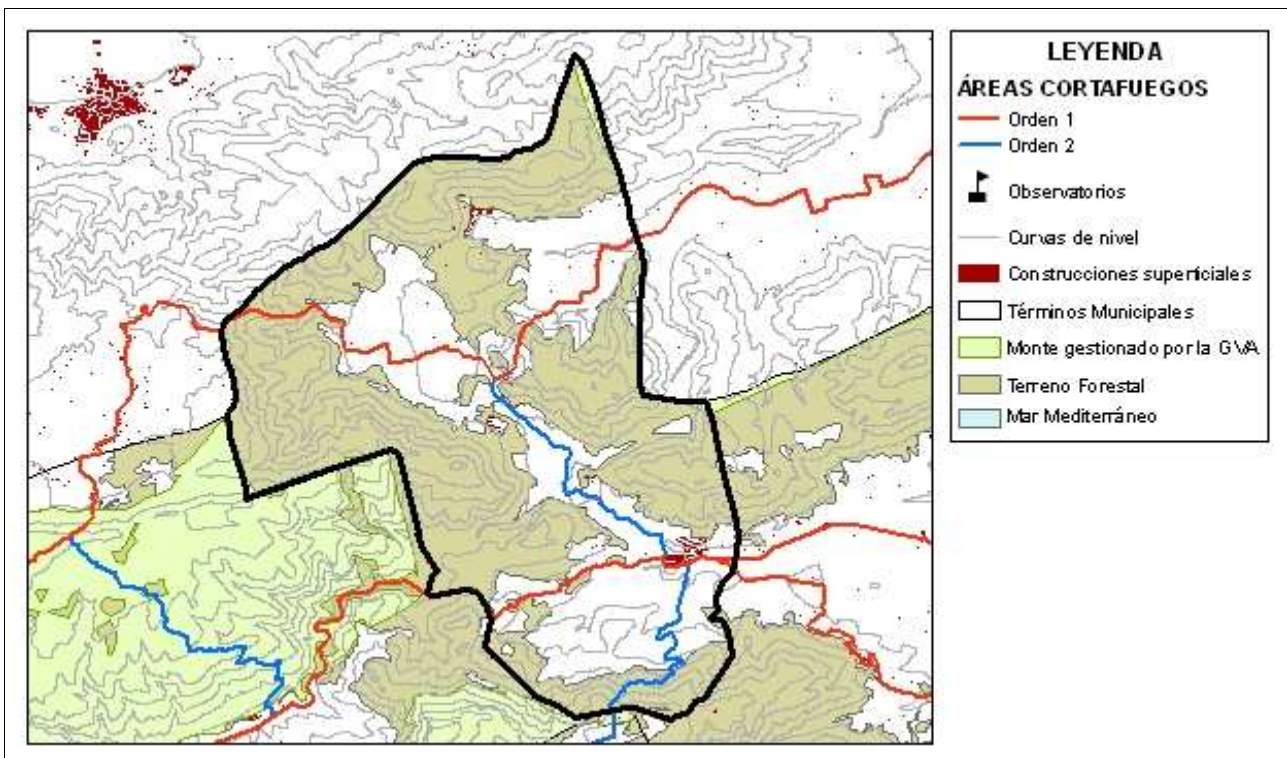 LEYENDA
ÁREAS CORTAFUEGOS
Orden 1
Orden 2
Observatorios
Curvas de nivel
Construcciones superficiales
Términos Municipales
Monte gestionado por la GVA
Terreno Forestal
Mar Mediterráneo